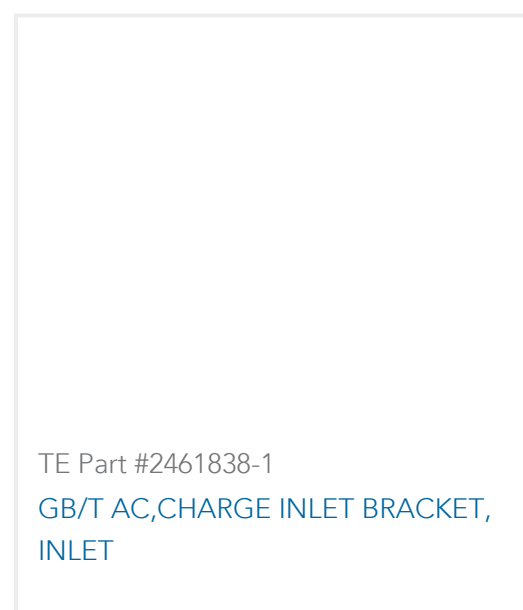 TE Part #2461838-1
GB/T AC,CHARGE INLET BRACKET,
INLET